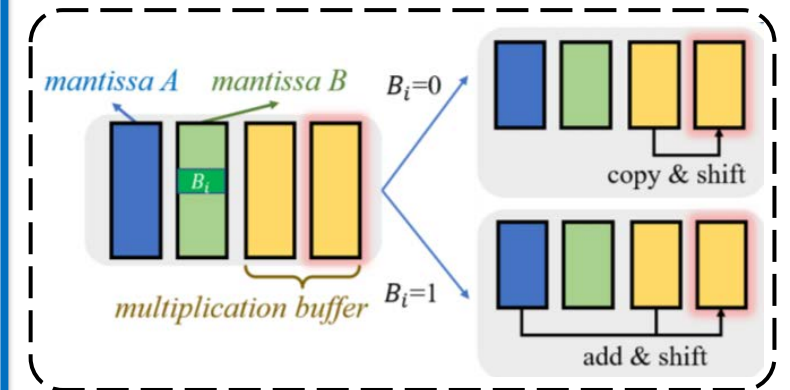 mantissa A
mantissa B
B_i
multiplication buffer
B_i=0
copy & shift
B_i=1
add & shift